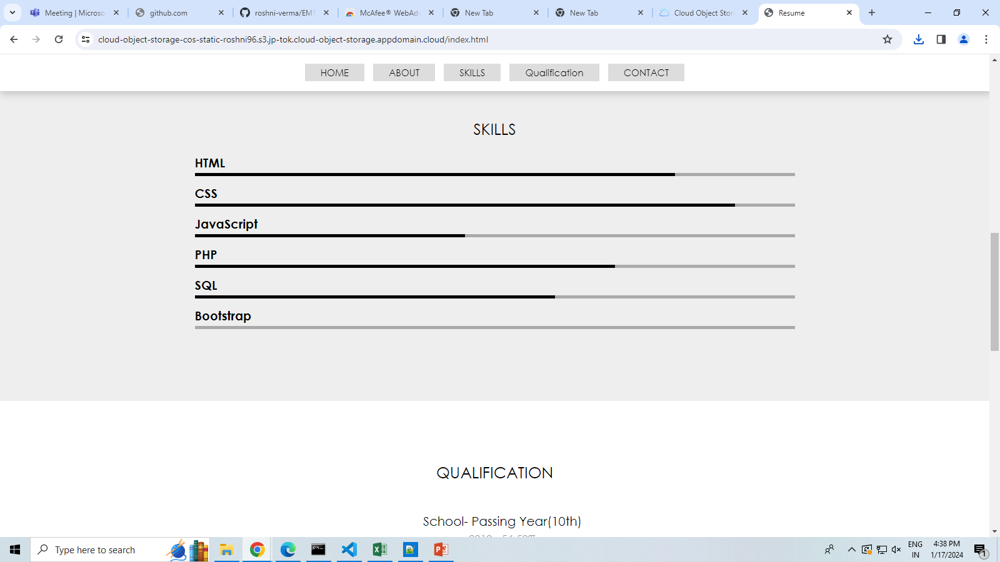 Meeting | Microso
github.com
roshni-verma/EM1
McAfee® WebAdv
New Tab
New Tab
Cloud Object Stor
Resume
cloud-object-storage-cos-static-roshni96.s3.jp-tok.cloud-object-storage.appdomain.cloud/index.html
HOME ABOUT SKILLS Qualification CONTACT
SKILLS
HTML
CSS
JavaScript
PHP
SQL
Bootstrap
QUALIFICATION
School- Passing Year(10th)
Type here to search
ENG
IN
4:38 PM
1/17/2024
1